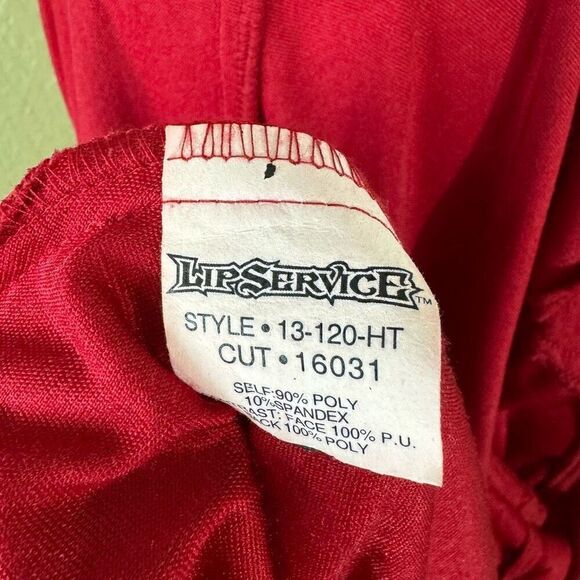 LIPSERVICE™
STYLE • 13-120-HT
CUT • 16031
SELF:90% POLY
10%SPANDEX
FACE 100% P.U.
100% POLY